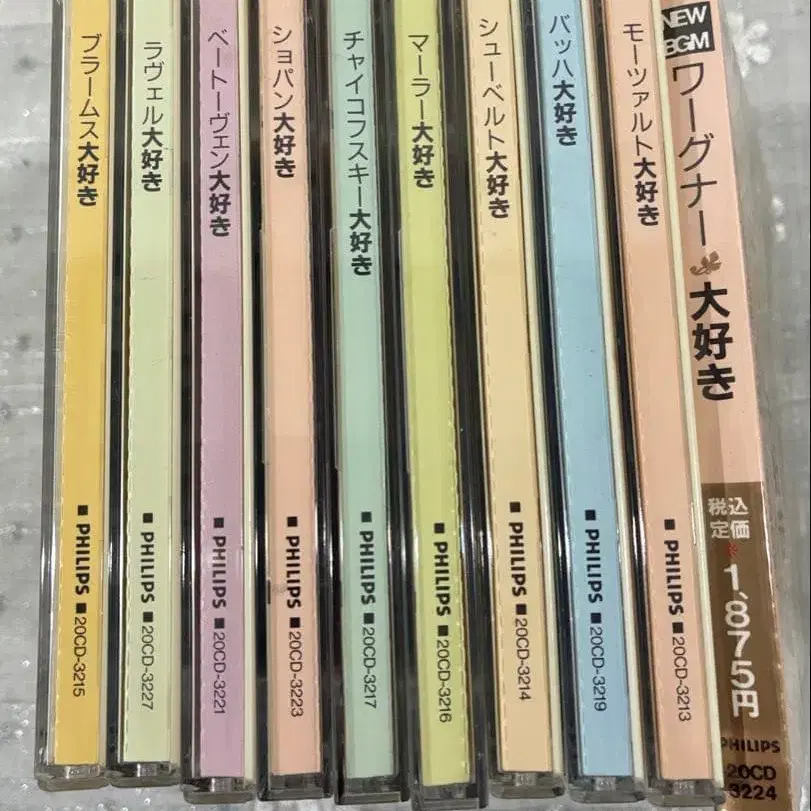 ブラームス大好き
■PHILIPS ■20CD-3215
ラヴェル大好き
■PHILIPS ■20CD-3227
ベートーヴェン大好き
■PHILIPS ■20CD-3221
ショパン大好き
■PHILIPS ■20CD-3223
チャイコフスキー大好き
■PHILIPS ■20CD-3217
マーラー大好き
■PHILIPS ■20CD-3216
シューベルト大好き
■PHILIPS ■20CD-3214
バッハ大好き
■PHILIPS ■20CD-3219
モーツァルト大好き
■PHILIPS ■20CD-3213
NEW
BGM
ワーグナー大好き
税込
定価
1,875円
PHILIPS
20CD
3224